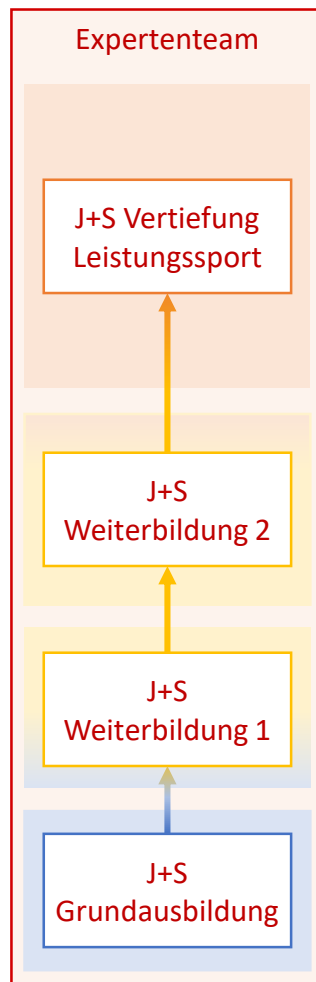 Expertenteam
J+S Vertiefung
Leistungssport
J+S
Weiterbildung 2
J+S
Weiterbildung 1
J+S
Grundausbildung